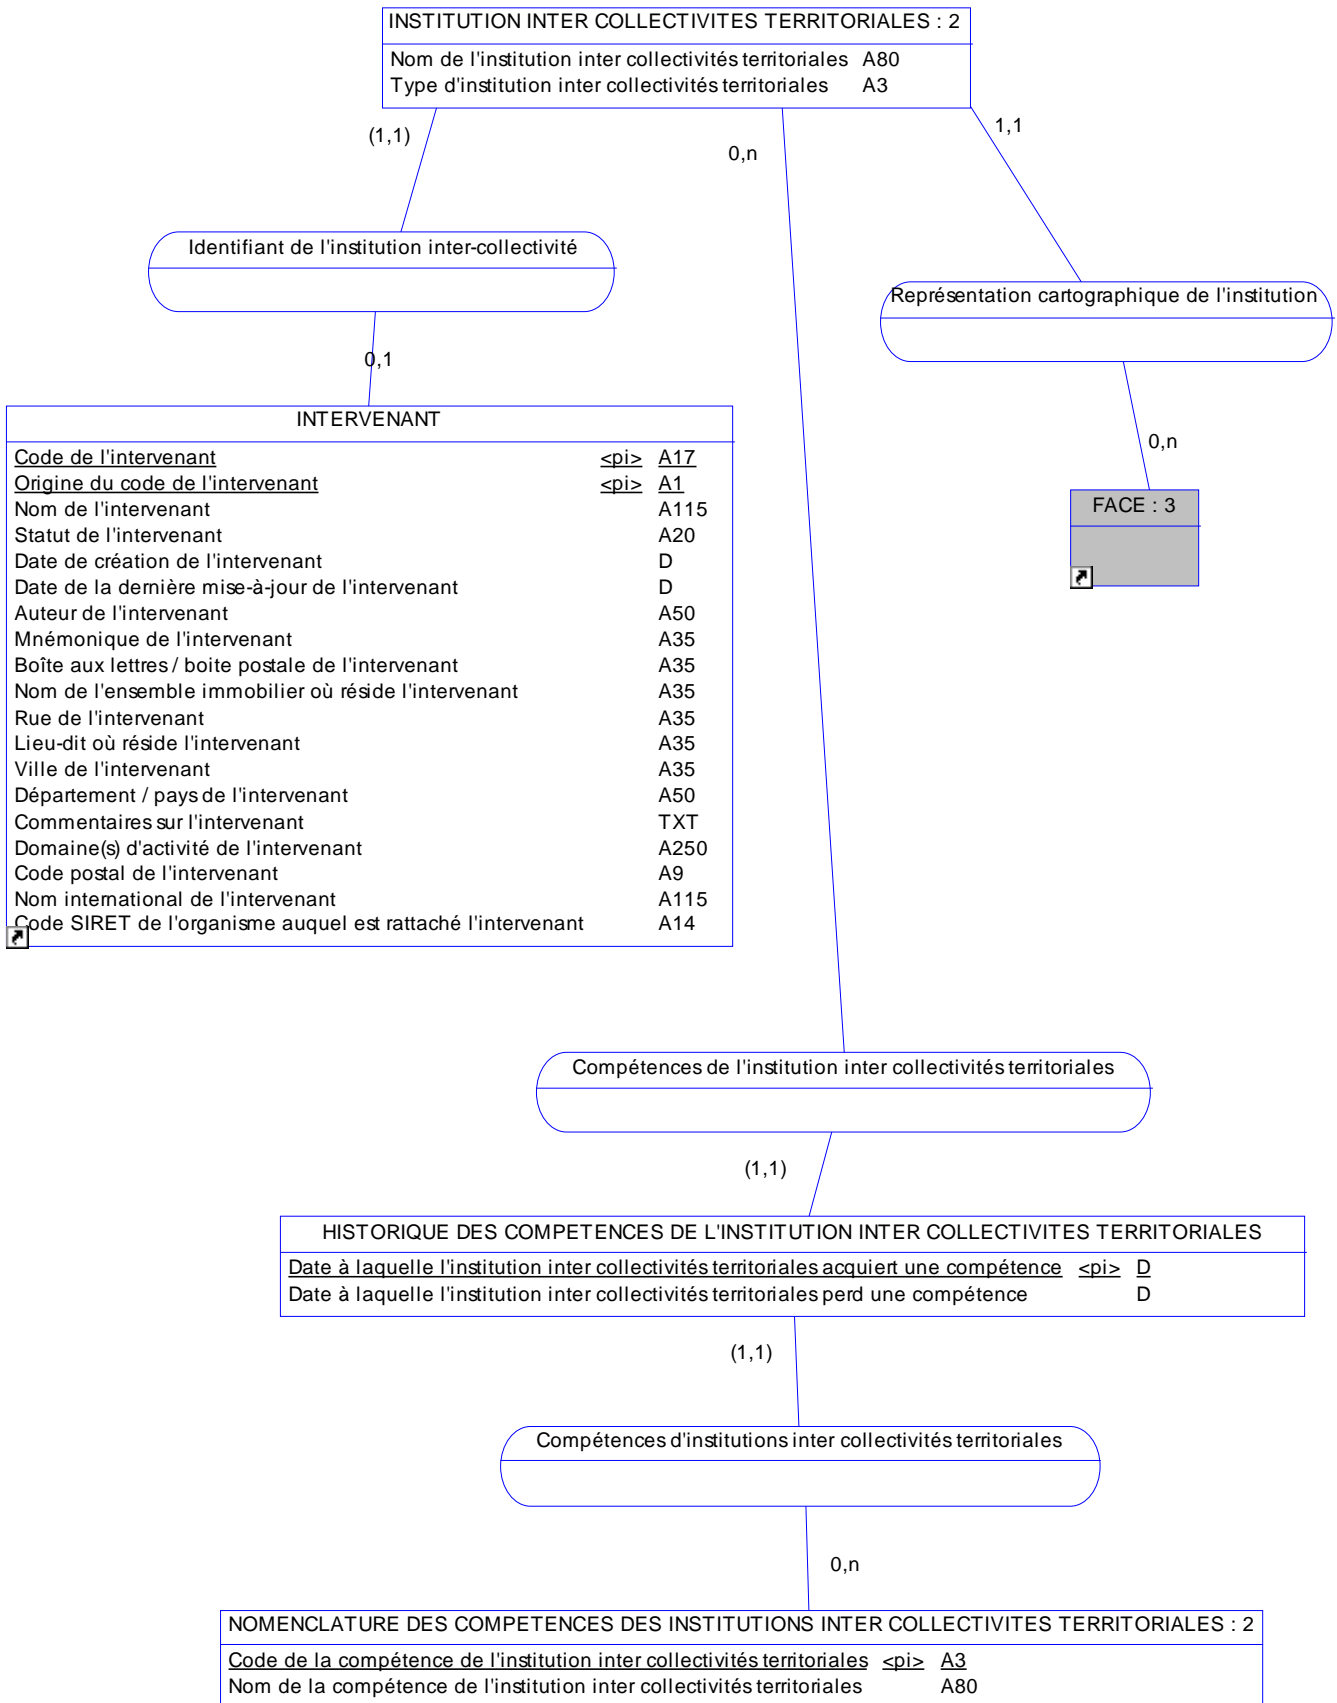 INSTITUTION INTER COLLECTIVITES TERRITORIALES : 2
Nom de l'institution inter collectivités territoriales A80
Type d'institution inter collectivités territoriales A3
(1,1)
0,n
1,1
Identifiant de l'institution inter-collectivité
Représentation cartographique de l'institution
0,1
0,n
INTERVENANT
Code de l'intervenant <pi> A17
Origine du code de l'intervenant <pi> A1
Nom de l'intervenant A115
Statut de l'intervenant A20
Date de création de l'intervenant D
Date de la dernière mise-à-jour de l'intervenant D
Auteur de l'intervenant A50
Mnémonique de l'intervenant A35
Boîte aux lettres / boite postale de l'intervenant A35
Nom de l'ensemble immobilier où réside l'intervenant A35
Rue de l'intervenant A35
Lieu-dit où réside l'intervenant A35
Ville de l'intervenant A35
Département / pays de l'intervenant A50
Commentaires sur l'intervenant TXT
Domaine(s) d'activité de l'intervenant A250
Code postal de l'intervenant A9
Nom international de l'intervenant A115
Code SIRET de l'organisme auquel est rattaché l'intervenant A14
FACE : 3
Compétences de l'institution inter collectivités territoriales
(1,1)
HISTORIQUE DES COMPETENCES DE L'INSTITUTION INTER COLLECTIVITES TERRITORIALES
Date à laquelle l'institution inter collectivités territoriales acquiert une compétence <pi> D
Date à laquelle l'institution inter collectivités territoriales perd une compétence D
(1,1)
Compétences d'institutions inter collectivités territoriales
0,n
NOMENCLATURE DES COMPETENCES DES INSTITUTIONS INTER COLLECTIVITES TERRITORIALES : 2
Code de la compétence de l'institution inter collectivités territoriales <pi> A3
Nom de la compétence de l'institution inter collectivités territoriales A80